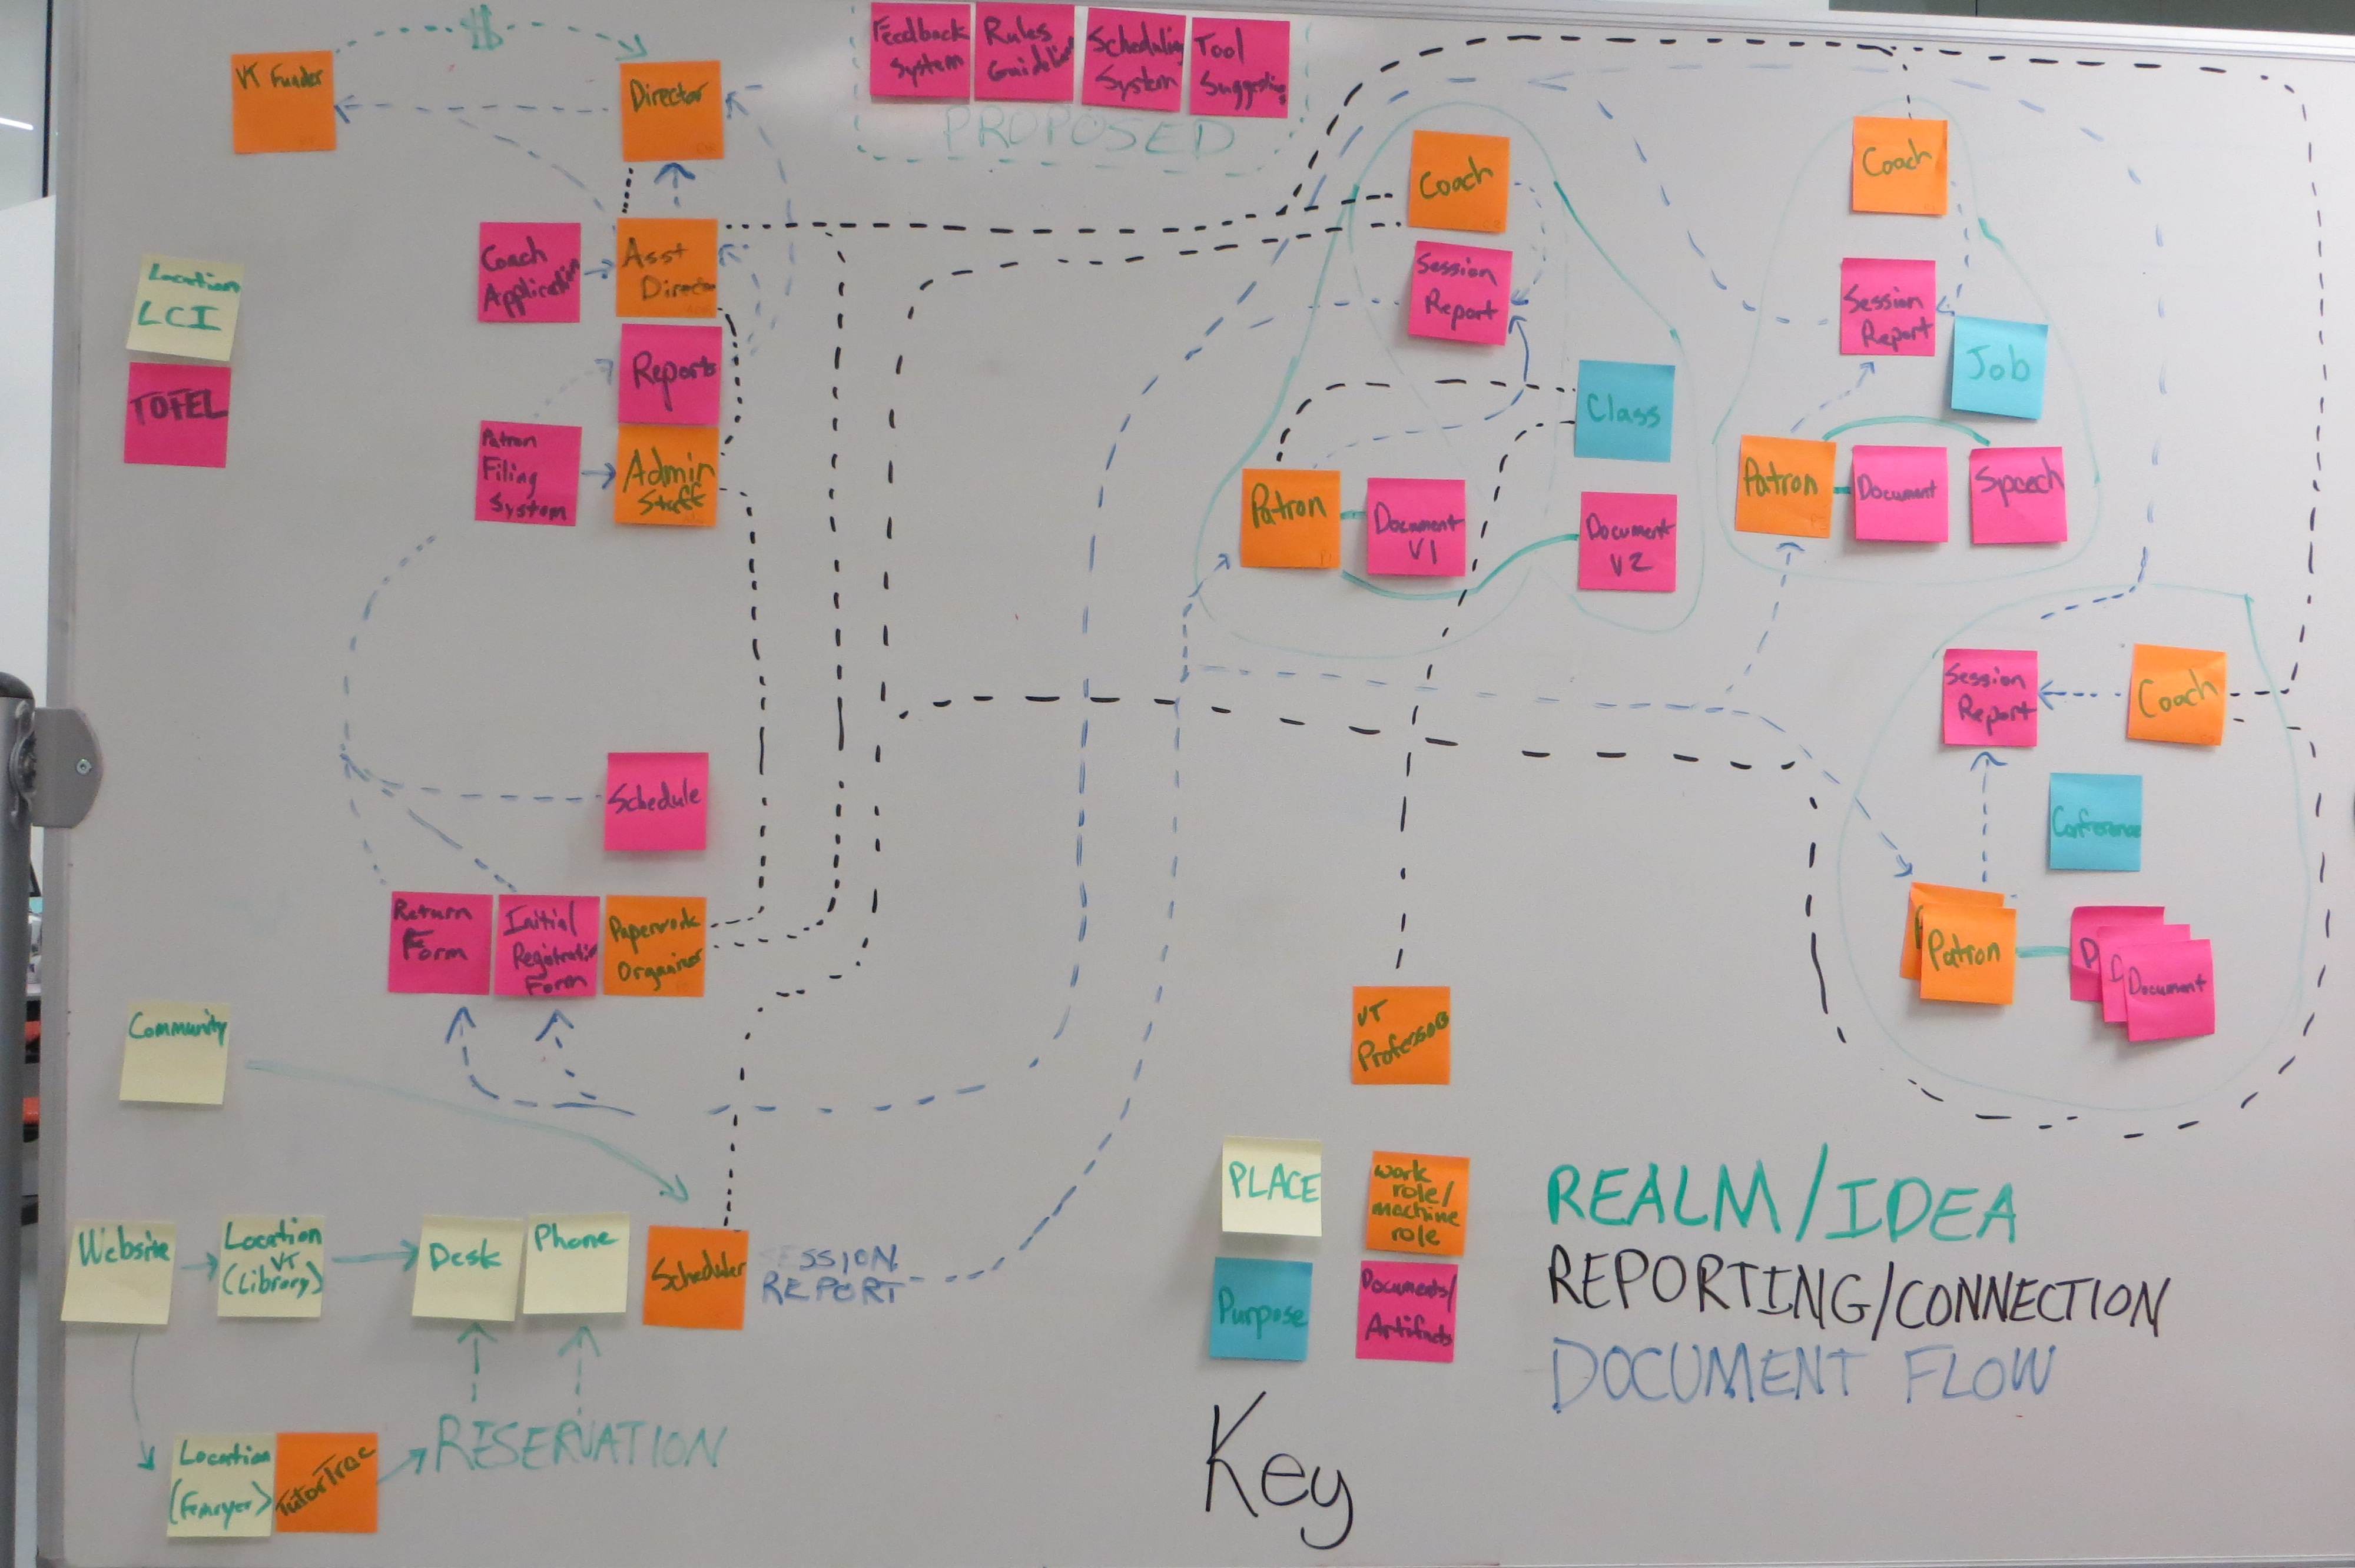 VT Funder
$
Director
Feedback
System
Rules
Guidelines
Scheduling
System
Tool
Suggestions
PROPOSED
Coach
Session
Report
Class
Patron
Document
V1
Document
V2
Coach
Session
Report
Job
Patron
Document
Speech
Location
LCI
TOFEL
Coach
Application
Asst
Director
Reports
Patron
Filing
System
Admin
Staff
Schedule
Return
Form
Initial
Registration
Form
Paperwork
Organizer
Session
Report
Coach
Conference
P
Patron
D
D
Document
VT
Professor
Community
Website
Location
VT
(Library)
Desk
Phone
Scheduler
ESSION
REPORT
Location
(Femoyer)
TutorTrac
RESERVATION
PLACE
work
role/
machine
role
Purpose
Documents/
Artifacts
Key
REALM/IDEA
REPORTING/CONNECTION
DOCUMENT FLOW